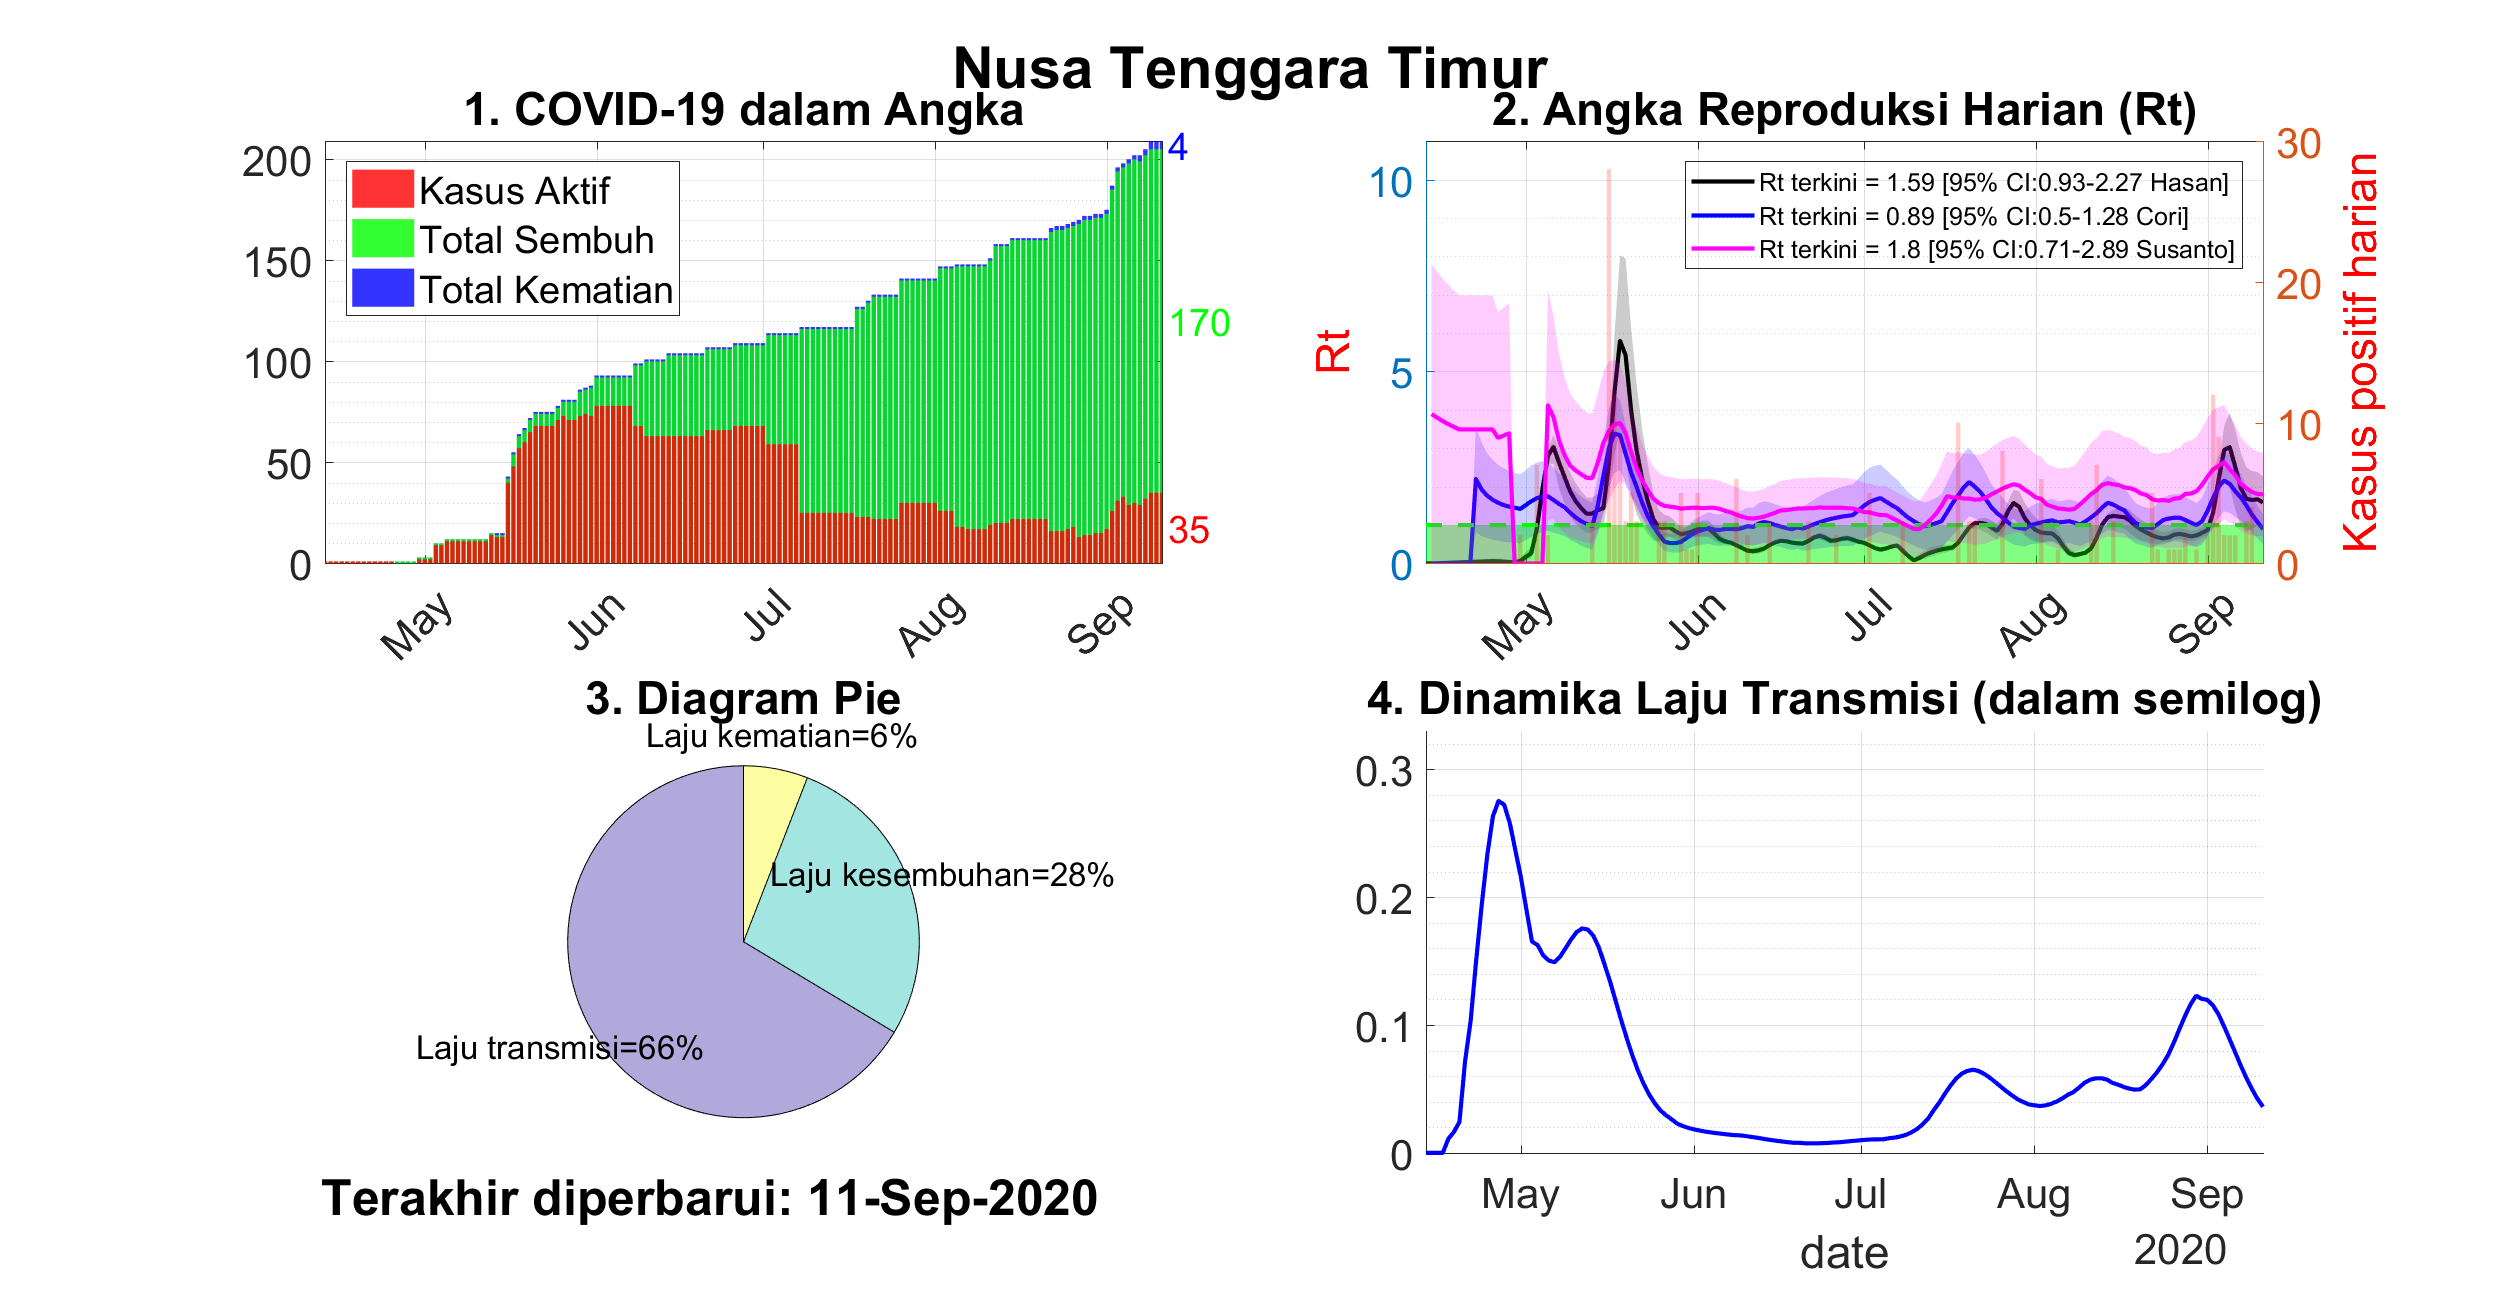 Nusa Tenggara Timur
1. COVID-19 dalam Angka
200
150
100
50
0
Kasus Aktif
Total Sembuh
Total Kematian
4
170
35
May
Jun
Jul
Aug
Sep
2. Angka Reproduksi Harian (Rt)
Rt
10
5
0
Rt terkini = 1.59 [95% CI:0.93-2.27 Hasan]
Rt terkini = 0.89 [95% CI:0.5-1.28 Cori]
Rt terkini = 1.8 [95% CI:0.71-2.89 Susanto]
30
20
10
0
Kasus positif harian
May
Jun
Jul
Aug
Sep
3. Diagram Pie
Laju kematian=6%
Laju kesembuhan=28%
Laju transmisi=66%
4. Dinamika Laju Transmisi (dalam semilog)
0.3
0.2
0.1
0
May
Jun
Jul
Aug
Sep
date
2020
Terakhir diperbarui: 11-Sep-2020